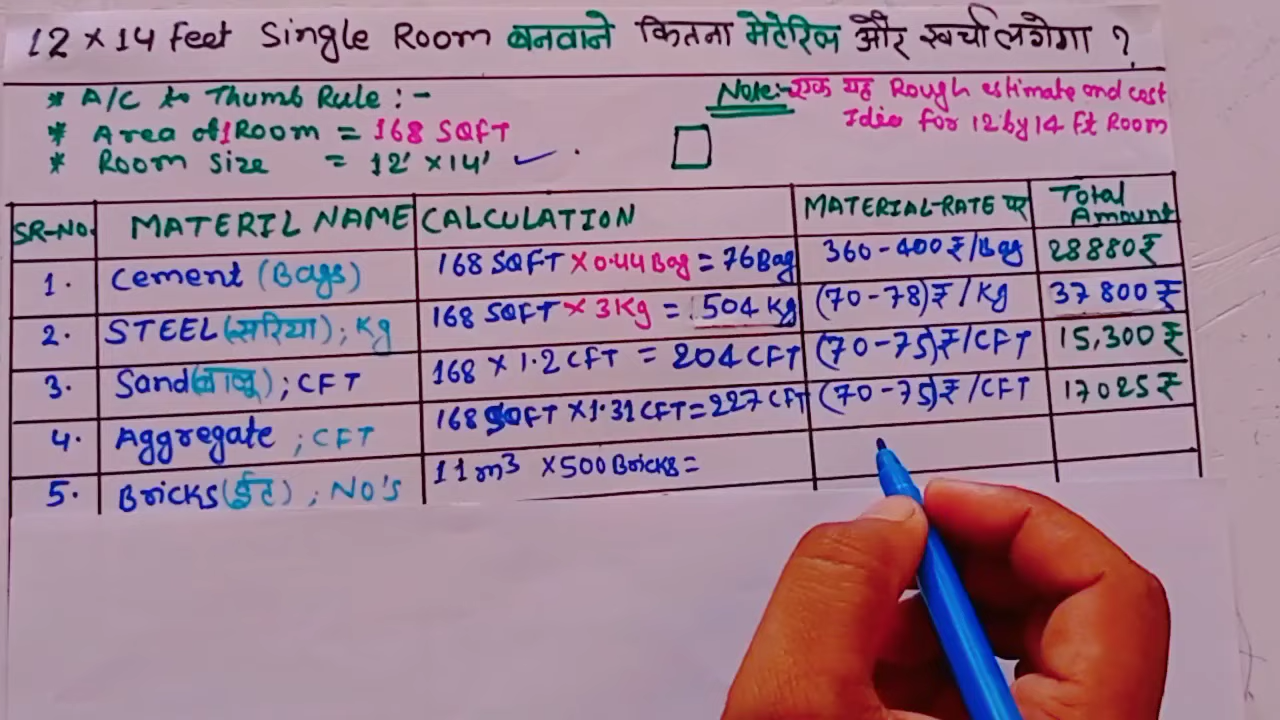 12 × 14 Feet Single Room बनवाने कितना मेटेरियल और खर्चा लगेगा ?
* A/C to Thumb Rule :-
Note:- एक यह Rough estimate and cost
Idia for 12 by 14 Ft Room
* Area of 1 Room = 168 SQFT
* Room Size = 12' × 14'
SR-NO. MATERIL NAME CALCULATION MATERIAL-RATE पर Total Amount
1. Cement (Bags) 168 SQFT × 0.44 Bag = 76 Bag 360 - 400 ₹/Bag 28880 ₹
2. STEEL (सरिया) ; Kg 168 SQFT × 3 Kg = 504 Kg (70 - 78) ₹ / Kg 37800 ₹
3. Sand (बालू) ; CFT 168 × 1.2 CFT = 204 CFT (70 - 75) ₹/CFT 15,300 ₹
4. Aggregate ; CFT 168 SQFT × 1.31 CFT = 227 CFT (70 - 75) ₹ /CFT 17025 ₹
5. Bricks (ईट) ; NO's 11 m³ × 500 Bricks =